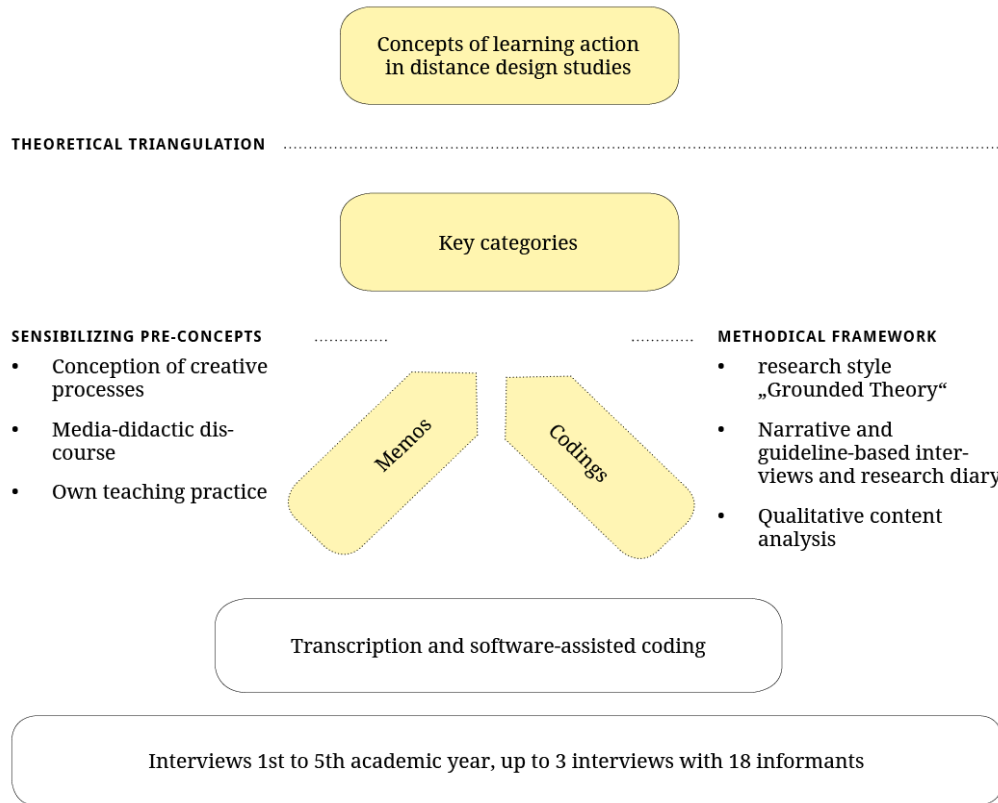 Concepts of learning action
in distance design studies
THEORETICAL TRIANGULATION
Key categories
SENSIBILIZING PRE-CONCEPTS
• Conception of creative
processes
• Media-didactic dis-
course
• Own teaching practice
Memos
Codings
METHODICAL FRAMEWORK
• research style
„Grounded Theory“
• Narrative and
guideline-based inter-
views and research diary
• Qualitative content
analysis
Transcription and software-assisted coding
Interviews 1st to 5th academic year, up to 3 interviews with 18 informants